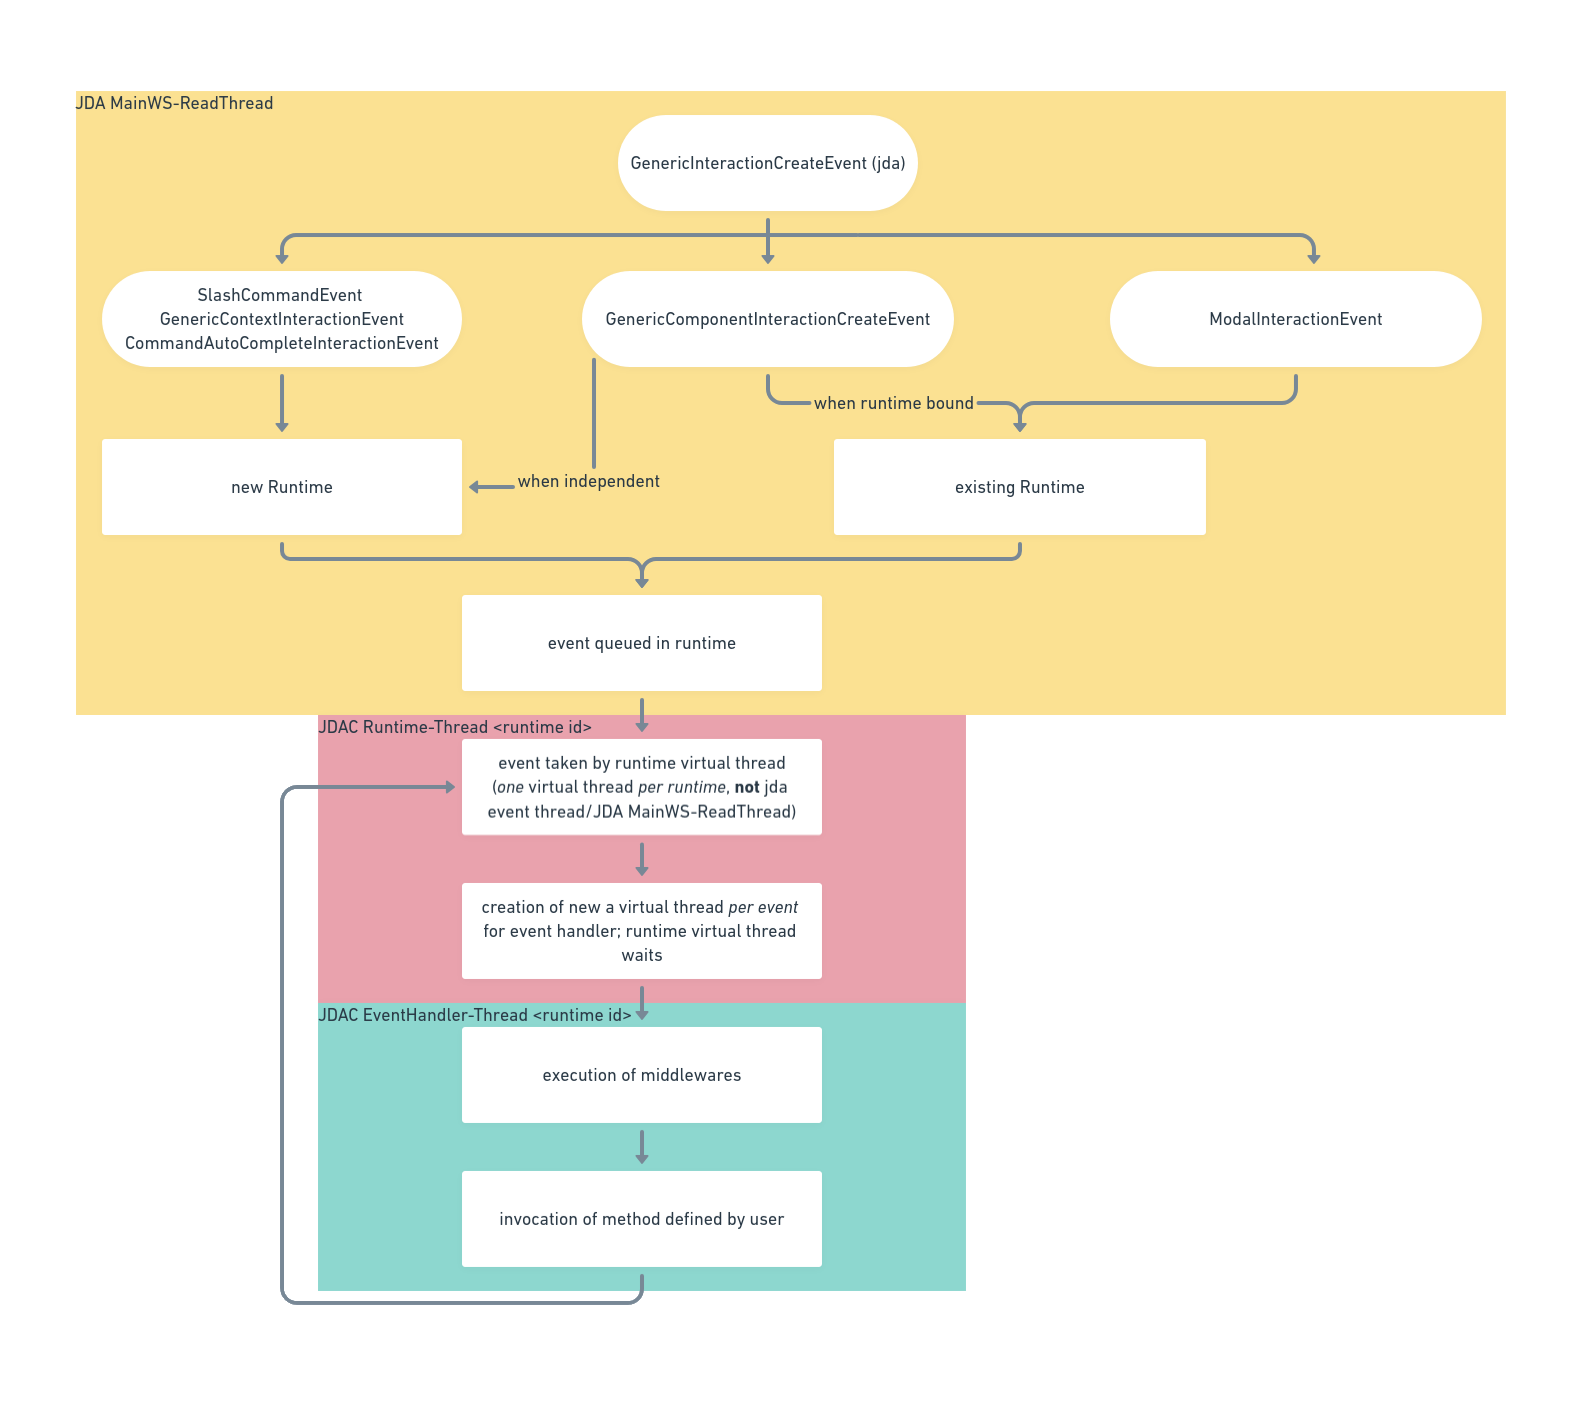 JDA MainWS-ReadThread
GenericInteractionCreateEvent (jda)
SlashCommandEvent
GenericContextInteractionEvent
CommandAutoCompleteInteractionEvent
GenericComponentInteractionCreateEvent
ModalInteractionEvent
when runtime bound
when independent
new Runtime
existing Runtime
event queued in runtime
JDAC Runtime-Thread <runtime id>
event taken by runtime virtual thread
(one virtual thread per runtime, not jda
event thread/JDA MainWS-ReadThread)
creation of new a virtual thread per event
for event handler; runtime virtual thread
waits
JDAC EventHandler-Thread <runtime id>
execution of middlewares
invocation of method defined by user